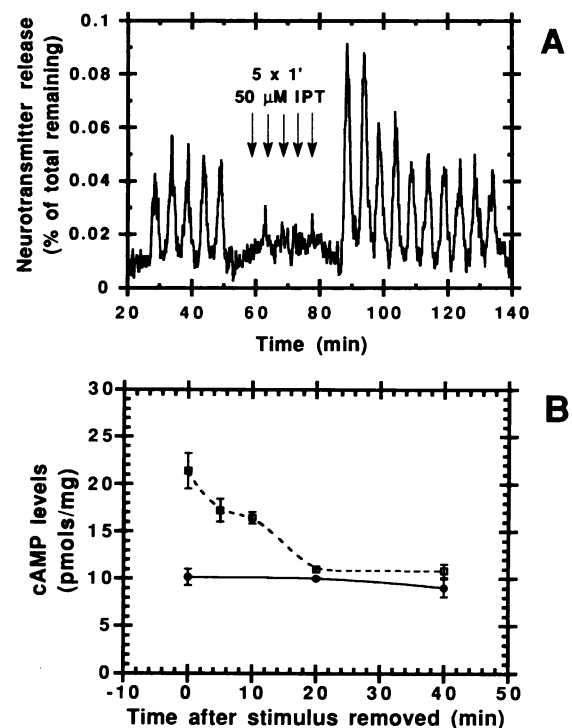 A
0.1
0.08
0.06
0.04
0.02
0
Neurotransmitter release
(% of total remaining)
5 x 1'
50 µM IPT
20 40 60 80 100 120 140
Time (min)
B
30
25
20
15
10
5
0
cAMP levels
(pmols/mg)
-10 0 10 20 30 40 50
Time after stimulus removed (min)